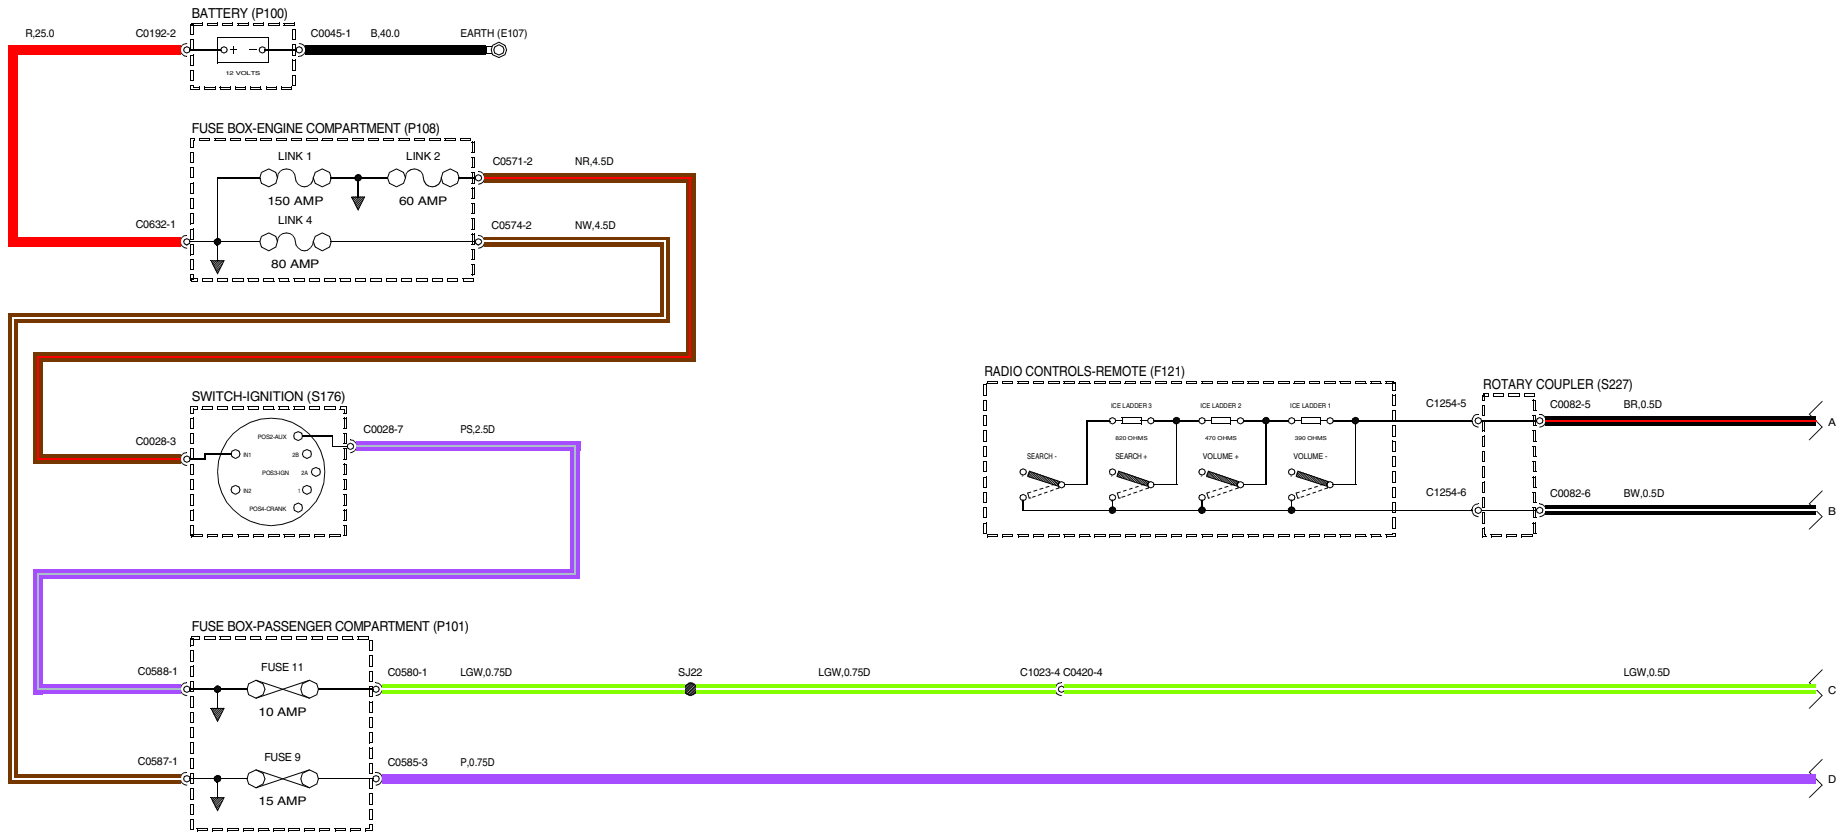 BATTERY (P100)
R,25.0
C0192-2
C0045-1
B,40.0
EARTH (E107)
+ −
12 VOLTS
FUSE BOX-ENGINE COMPARTMENT (P108)
LINK 1
LINK 2
C0571-2
NR,4.5D
150 AMP
60 AMP
C0632-1
LINK 4
C0574-2
NW,4.5D
80 AMP
SWITCH-IGNITION (S176)
C0028-3
C0028-7
PS,2.5D
POS2-AUX
IN1
2B
POS3-IGN
2A
IN2
1
POS4-CRANK
RADIO CONTROLS-REMOTE (F121)
ICE LADDER 3
ICE LADDER 2
ICE LADDER 1
820 OHMS
470 OHMS
390 OHMS
SEARCH -
SEARCH +
VOLUME +
VOLUME -
C1254-5
C1254-6
ROTARY COUPLER (S227)
C0082-5
BR,0.5D
A
C0082-6
BW,0.5D
B
FUSE BOX-PASSENGER COMPARTMENT (P101)
C0588-1
FUSE 11
C0580-1
LGW,0.75D
SJ22
LGW,0.75D
C1023-4 C0420-4
LGW,0.5D
C
10 AMP
C0587-1
FUSE 9
C0585-3
P,0.75D
D
15 AMP